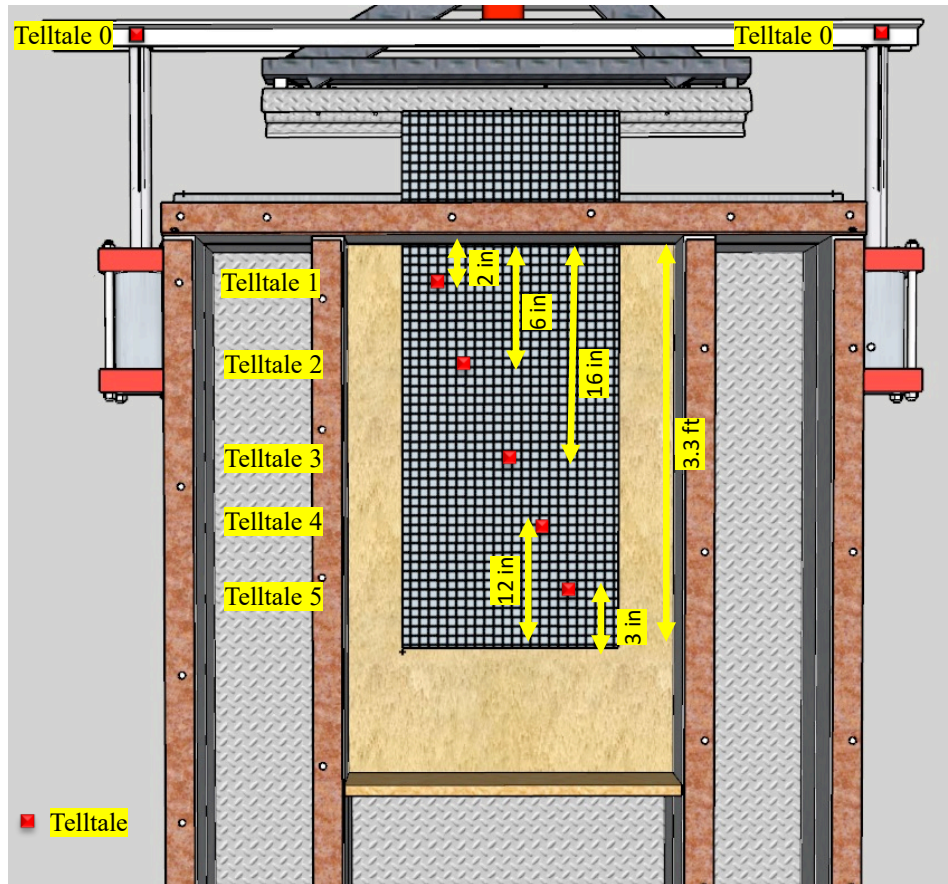 Telltale 0
Telltale 0
Telltale 1
2 in
Telltale 2
6 in
16 in
Telltale 3
3.3 ft
Telltale 4
12 in
Telltale 5
3 in
Telltale